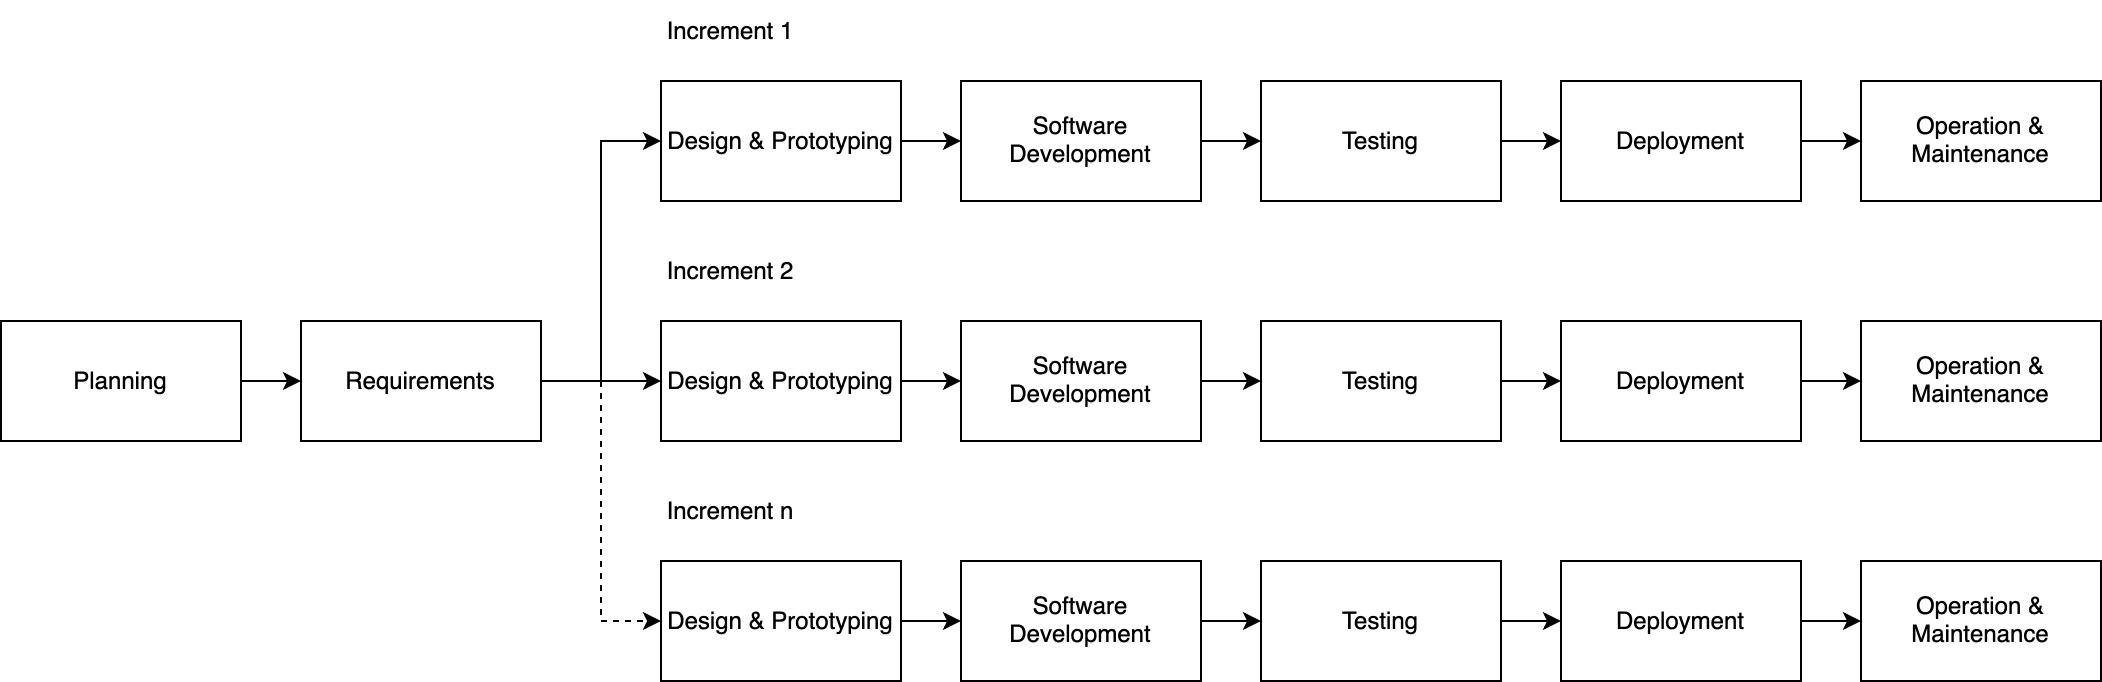 Increment 1
Design & Prototyping
Software
Development
Testing
Deployment
Operation &
Maintenance
Increment 2
Planning
Requirements
Design & Prototyping
Software
Development
Testing
Deployment
Operation &
Maintenance
Increment n
Design & Prototyping
Software
Development
Testing
Deployment
Operation &
Maintenance